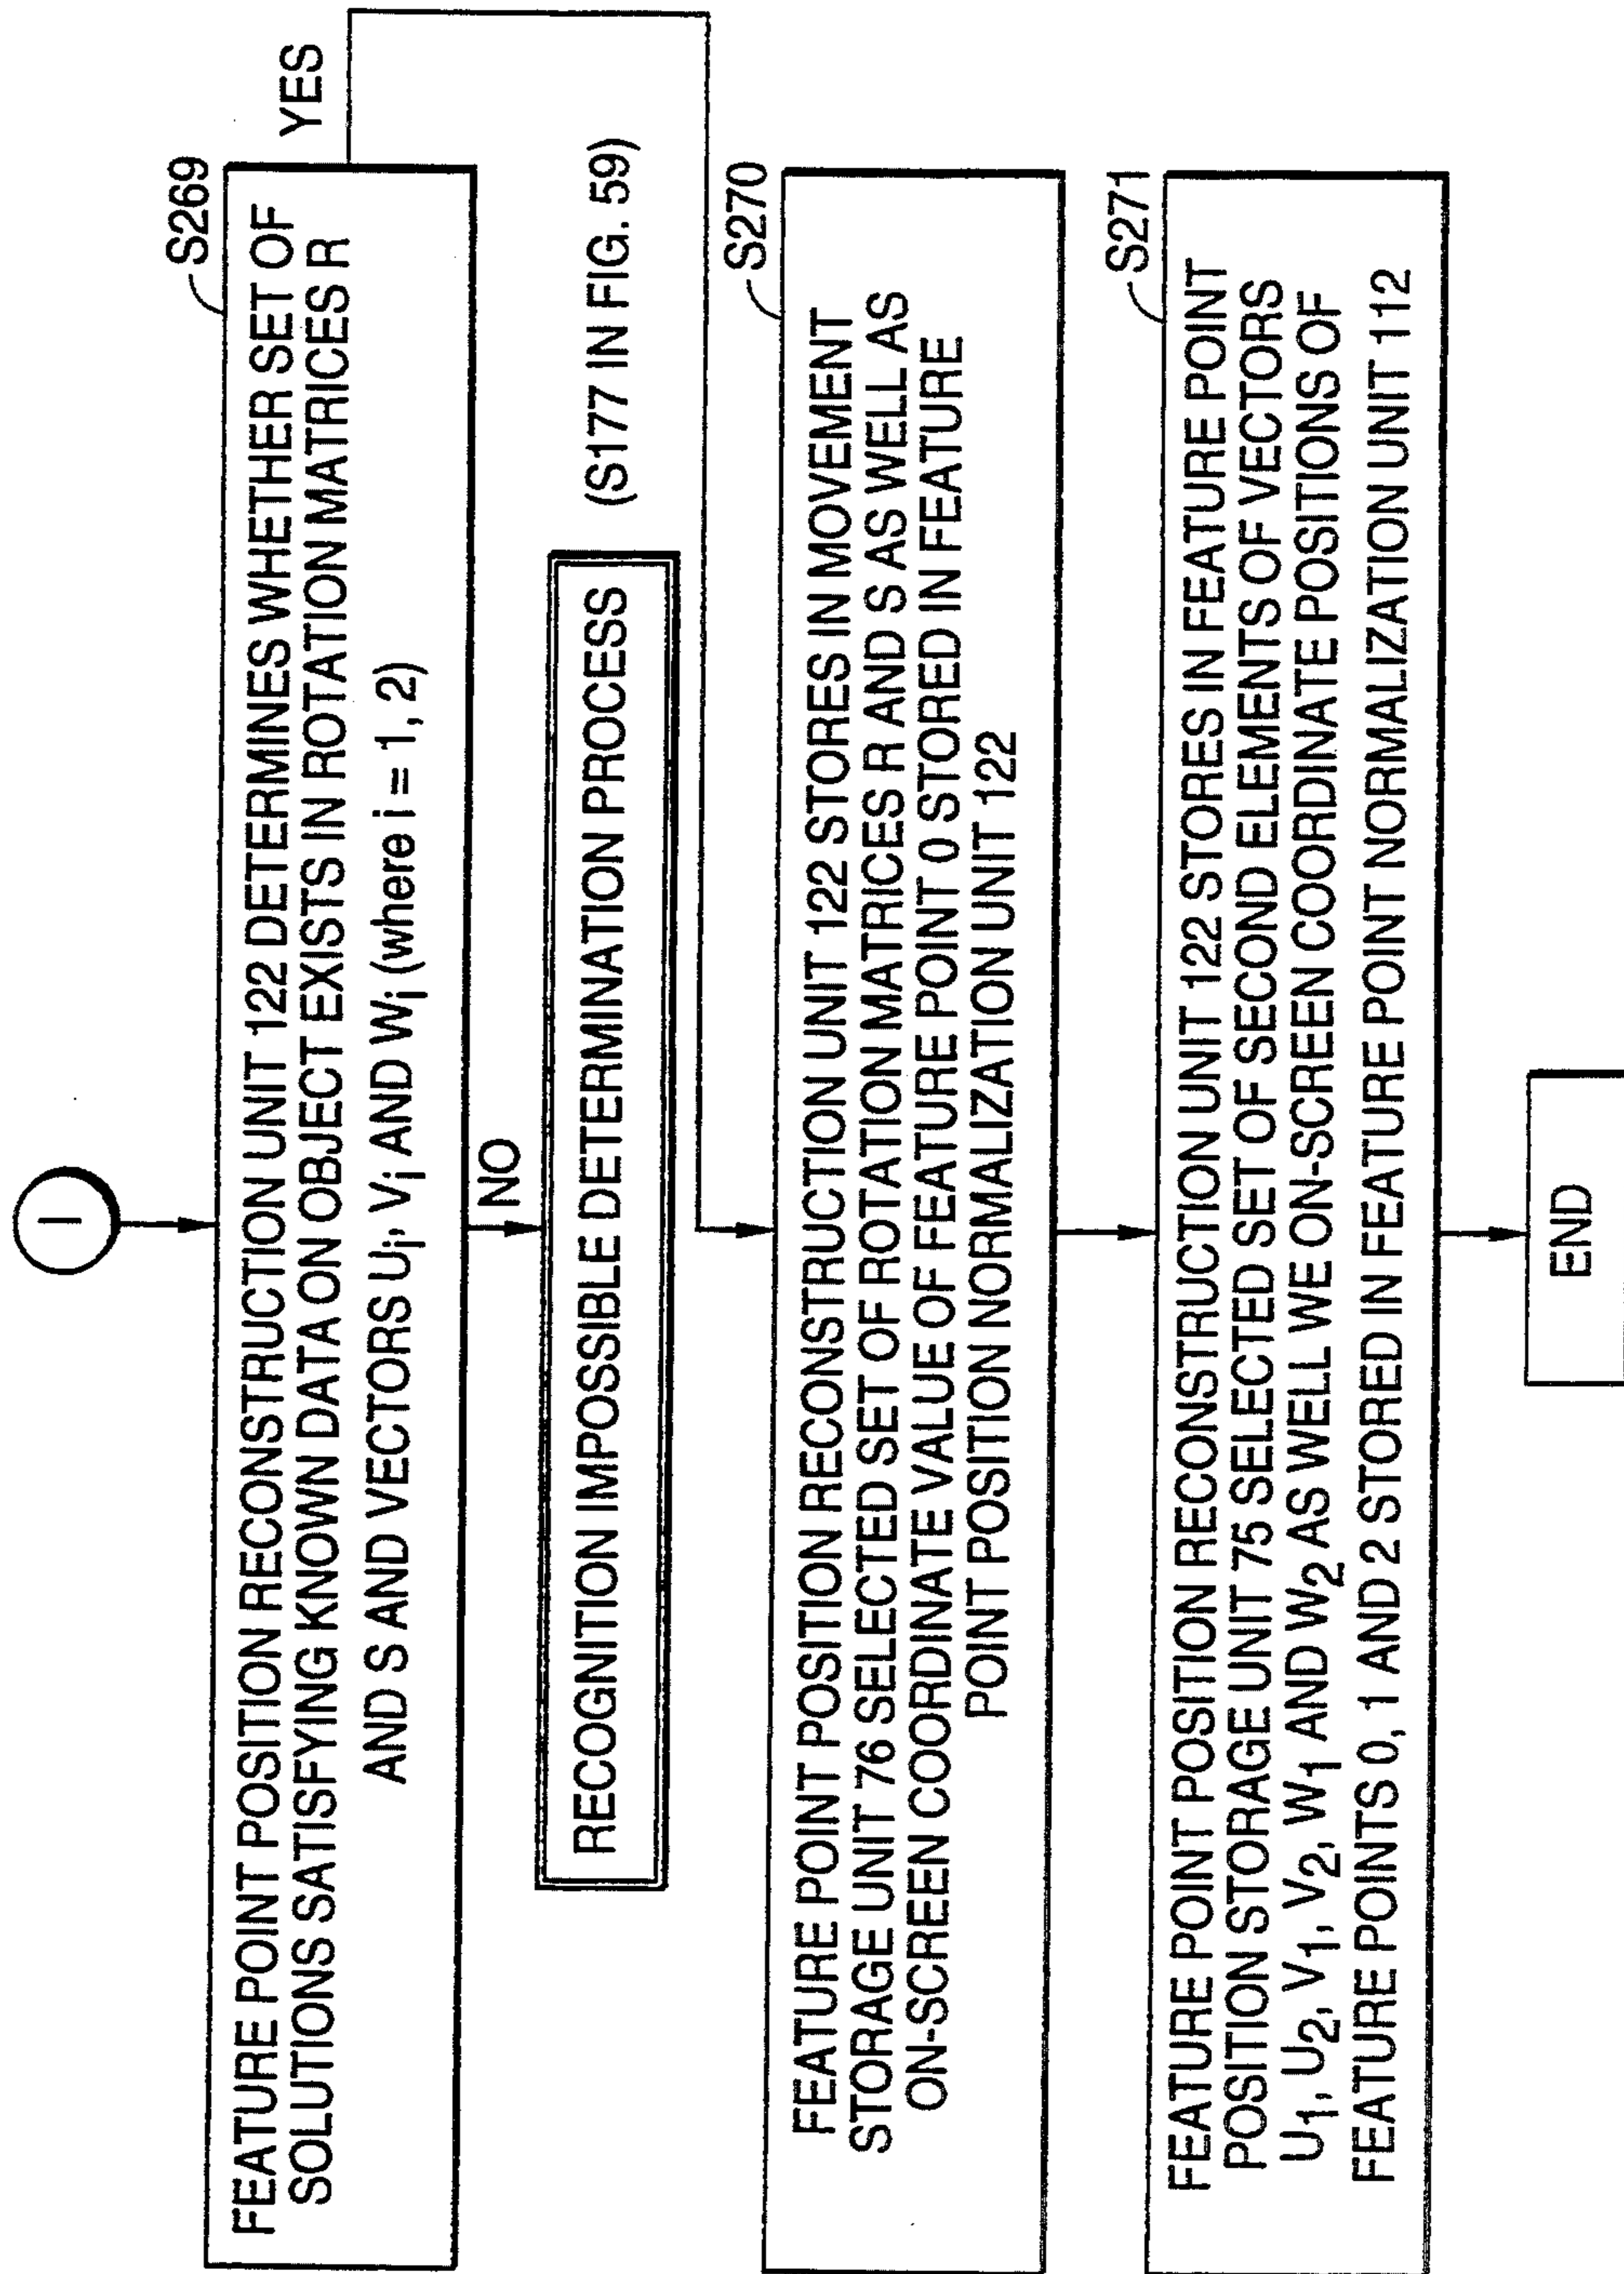 I
S269
FEATURE POINT POSITION RECONSTRUCTION UNIT 122 DETERMINES WHETHER SET OF
SOLUTIONS SATISFYING KNOWN DATA ON OBJECT EXISTS IN ROTATION MATRICES R
AND S AND VECTORS Ui, Vi AND Wi (where i = 1, 2)
YES
NO
RECOGNITION IMPOSSIBLE DETERMINATION PROCESS
(S177 IN FIG. 59)
S270
FEATURE POINT POSITION RECONSTRUCTION UNIT 122 STORES IN MOVEMENT
STORAGE UNIT 76 SELECTED SET OF ROTATION MATRICES R AND S AS WELL AS
ON-SCREEN COORDINATE VALUE OF FEATURE POINT 0 STORED IN FEATURE
POINT POSITION NORMALIZATION UNIT 122
S271
FEATURE POINT POSITION RECONSTRUCTION UNIT 122 STORES IN FEATURE POINT
POSITION STORAGE UNIT 75 SELECTED SET OF SECOND ELEMENTS OF VECTORS
U1, U2, V1, V2, W1 AND W2 AS WELL WE ON-SCREEN COORDINATE POSITIONS OF
FEATURE POINTS 0, 1 AND 2 STORED IN FEATURE POINT NORMALIZATION UNIT 112
END